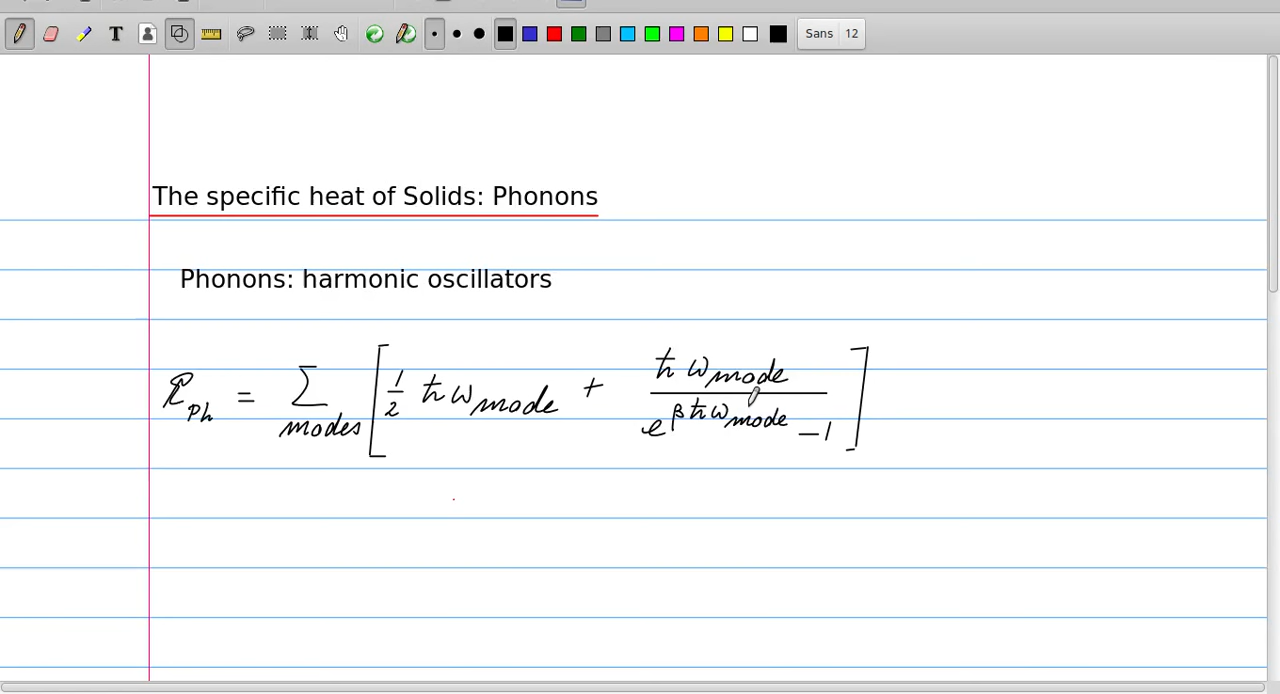 T Sans 12
The specific heat of Solids: Phonons
Phonons: harmonic oscillators
E_ph = Σ_modes [ 1/2 ħω_mode + ħω_mode / (e^{βħω_mode} - 1) ]